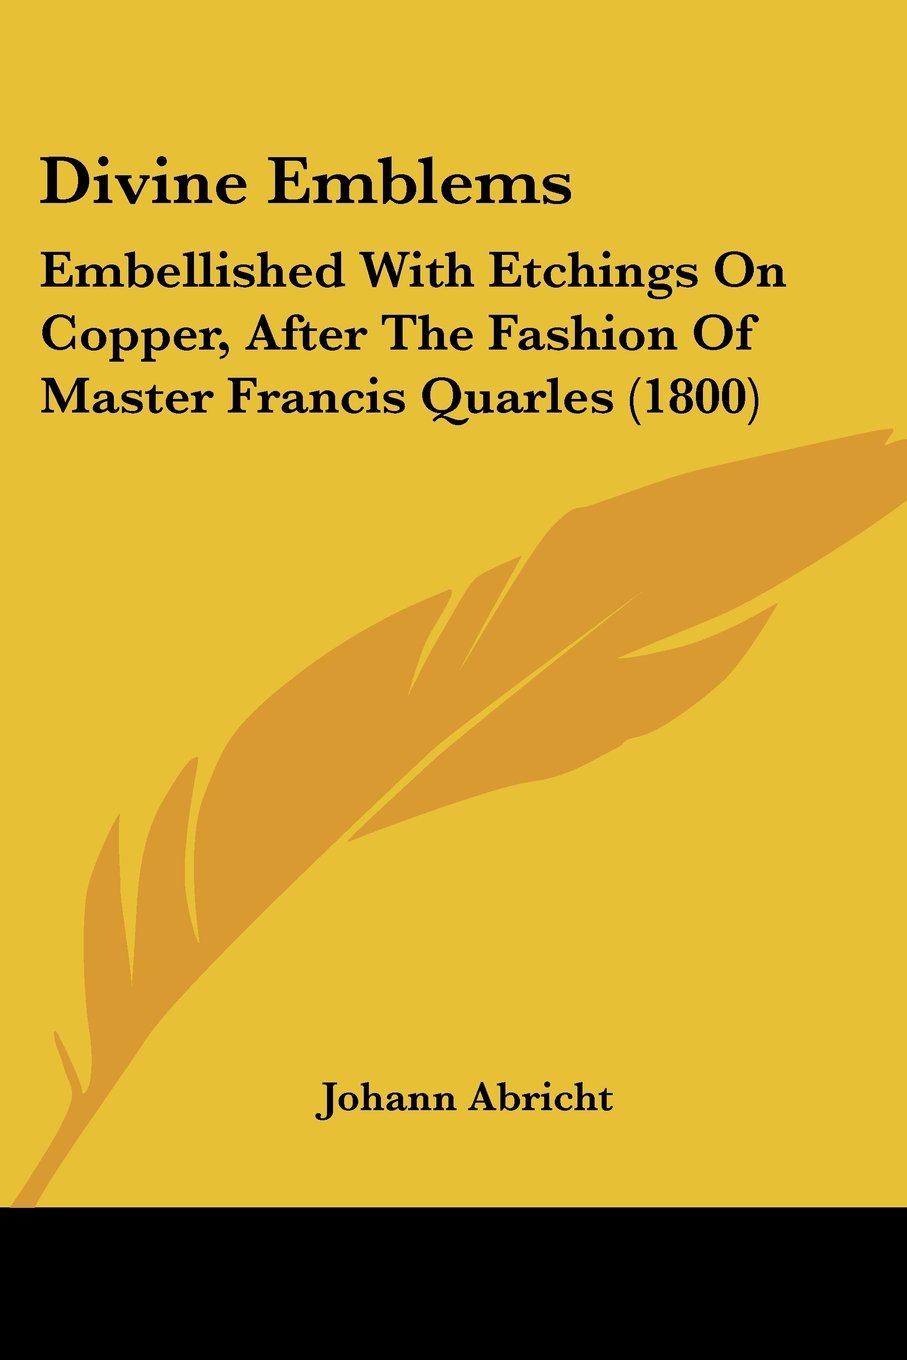 Divine Emblems
Embellished With Etchings On
Copper, After The Fashion Of
Master Francis Quarles (1800)
Johann Abricht